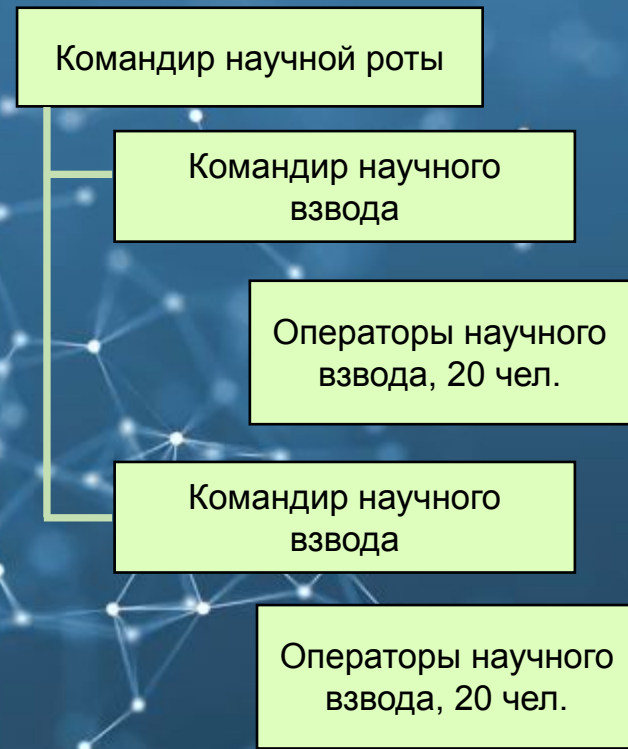 Командир научной роты
Командир научного
взвода
Операторы научного
взвода, 20 чел.
Командир научного
взвода
Операторы научного
взвода, 20 чел.